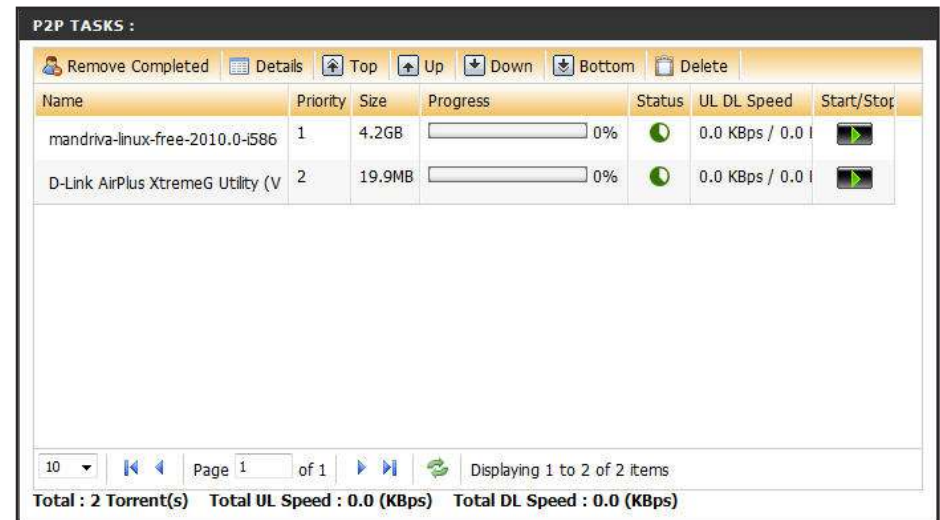 P2P TASKS :
Remove Completed Details Top Up Down Bottom Delete
Name Priority Size Progress Status UL DL Speed Start/Stop
mandriva-linux-free-2010.0-i586 1 4.2GB 0% 0.0 KBps / 0.0
D-Link AirPlus XtremeG Utility (V 2 19.9MB 0% 0.0 KBps / 0.0
10 Page 1 of 1 Displaying 1 to 2 of 2 items
Total : 2 Torrent(s) Total UL Speed : 0.0 (KBps) Total DL Speed : 0.0 (KBps)